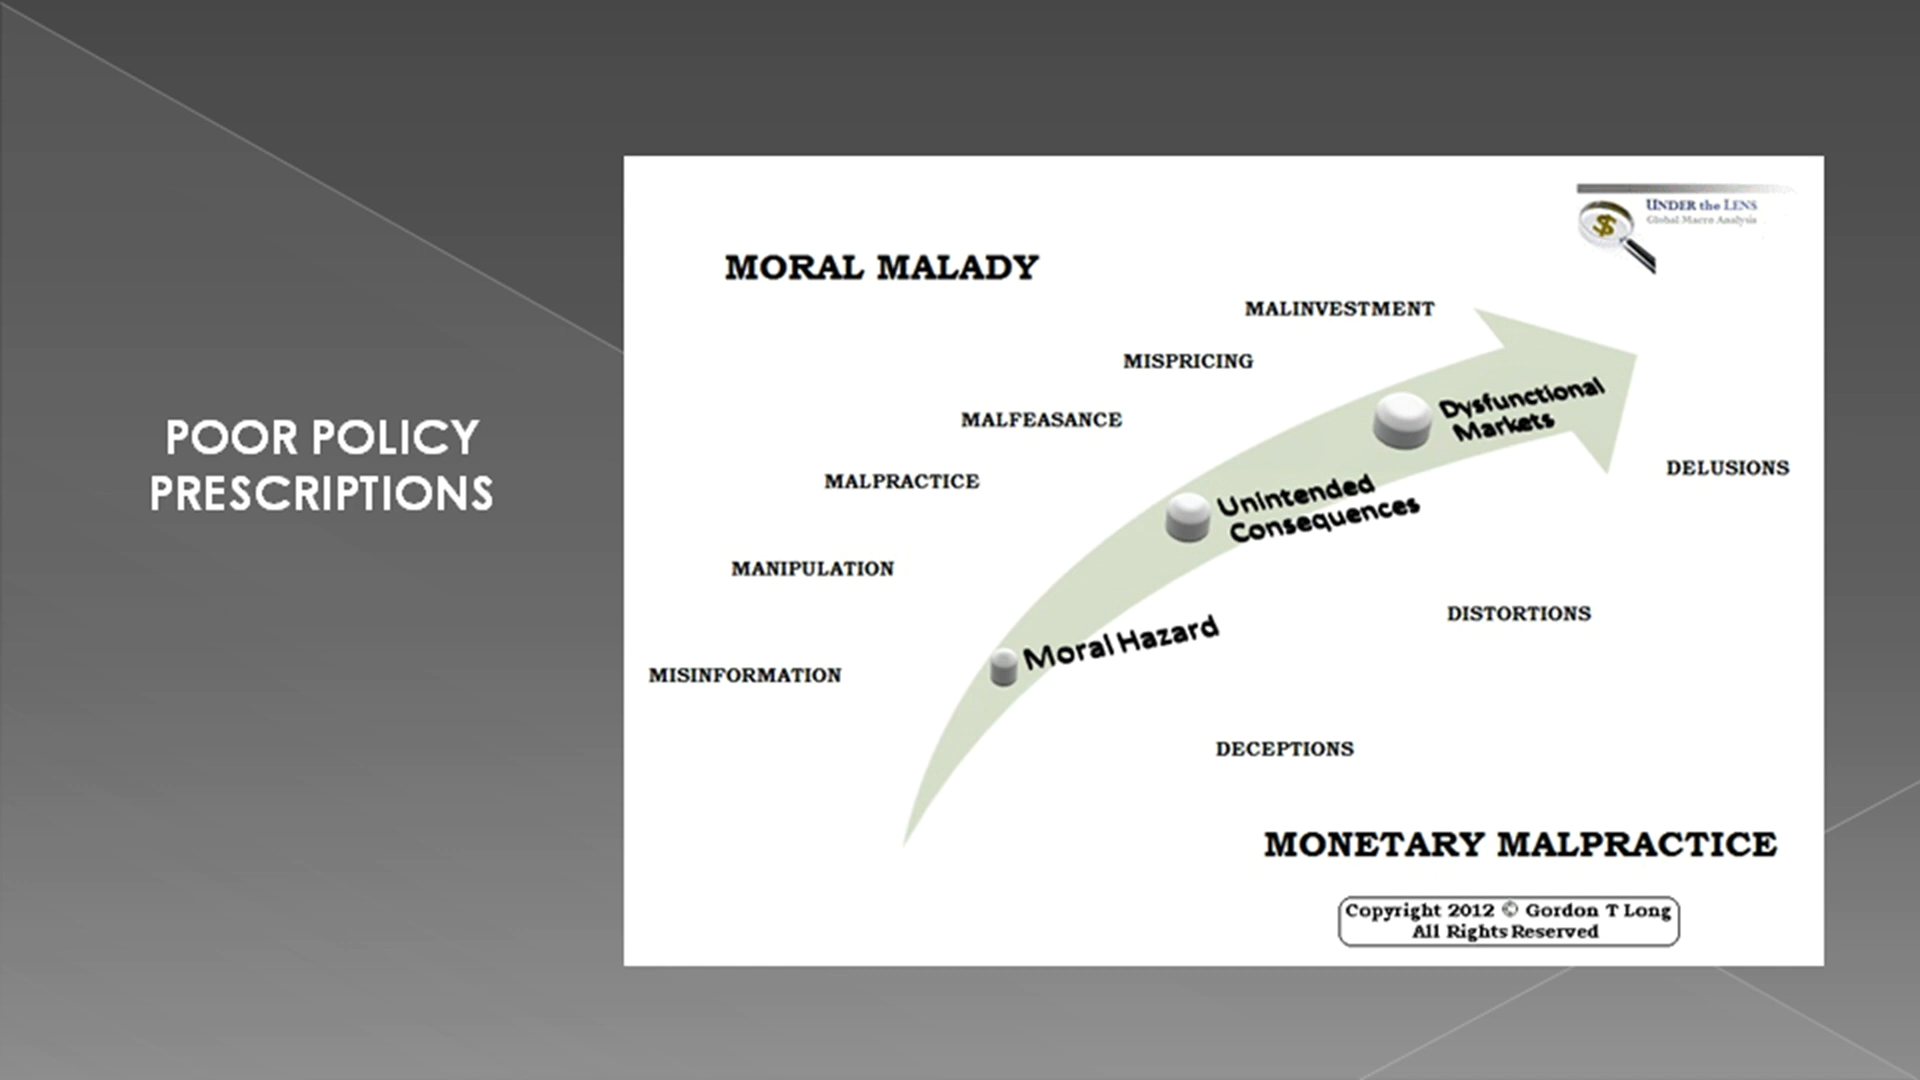 POOR POLICY
PRESCRIPTIONS
UNDER the LENS
Global Macro Analysis
MORAL MALADY
MALINVESTMENT
MISPRICING
MALFEASANCE
MALPRACTICE
MANIPULATION
MISINFORMATION
Dysfunctional
Markets
Unintended
Consequences
Moral Hazard
DELUSIONS
DISTORTIONS
DECEPTIONS
MONETARY MALPRACTICE
Copyright 2012 © Gordon T Long
All Rights Reserved